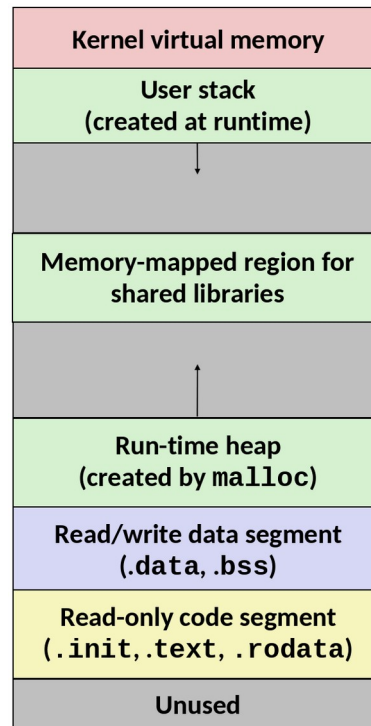 Kernel virtual memory
User stack
(created at runtime)
Memory-mapped region for
shared libraries
Run-time heap
(created by malloc)
Read/write data segment
(.data, .bss)
Read-only code segment
(.init,.text, .rodata)
Unused